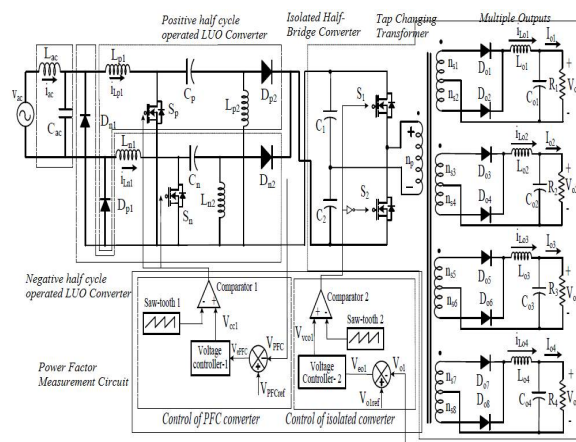 Positive half cycle
operated LUO Converter
Isolated Half-
Bridge Converter
Tap Changing
Transformer
Multiple Outputs
Lac
iac
Vac
Cac
Lp1
iLp1
Cp
Dp2
Sp
Lp2
Dn1
Ln1
iLn1
Cn
Dn2
Sn
Ln2
Dp1
C1
S1
C2
S2
+
np
−
ns1
ns2
Do1
Do2
iLo1
Io1
Lo1
Co1
R1
ns3
ns4
Do3
Do4
iLo2
Io2
Lo2
Co2
R2
Vo2
ns5
ns6
Do5
Do6
iLo3
Io3
Lo3
Co3
R3
ns7
ns8
Do7
Do8
iLo4
Io4
Lo4
Co4
R4
Negative half cycle
operated LUO Converter
Saw-tooth 1
Comparator 1
- +
Vcc1
Voltage
controller-1
VePFC
VPFC
VPFCref
Control of PFC converter
Comparator 2
+ -
Saw-tooth 2
Vvco1
Voltage
Controller- 2
Veo1
Vo1
Vo1ref
Control of isolated converter
Power Factor
Measurement Circuit